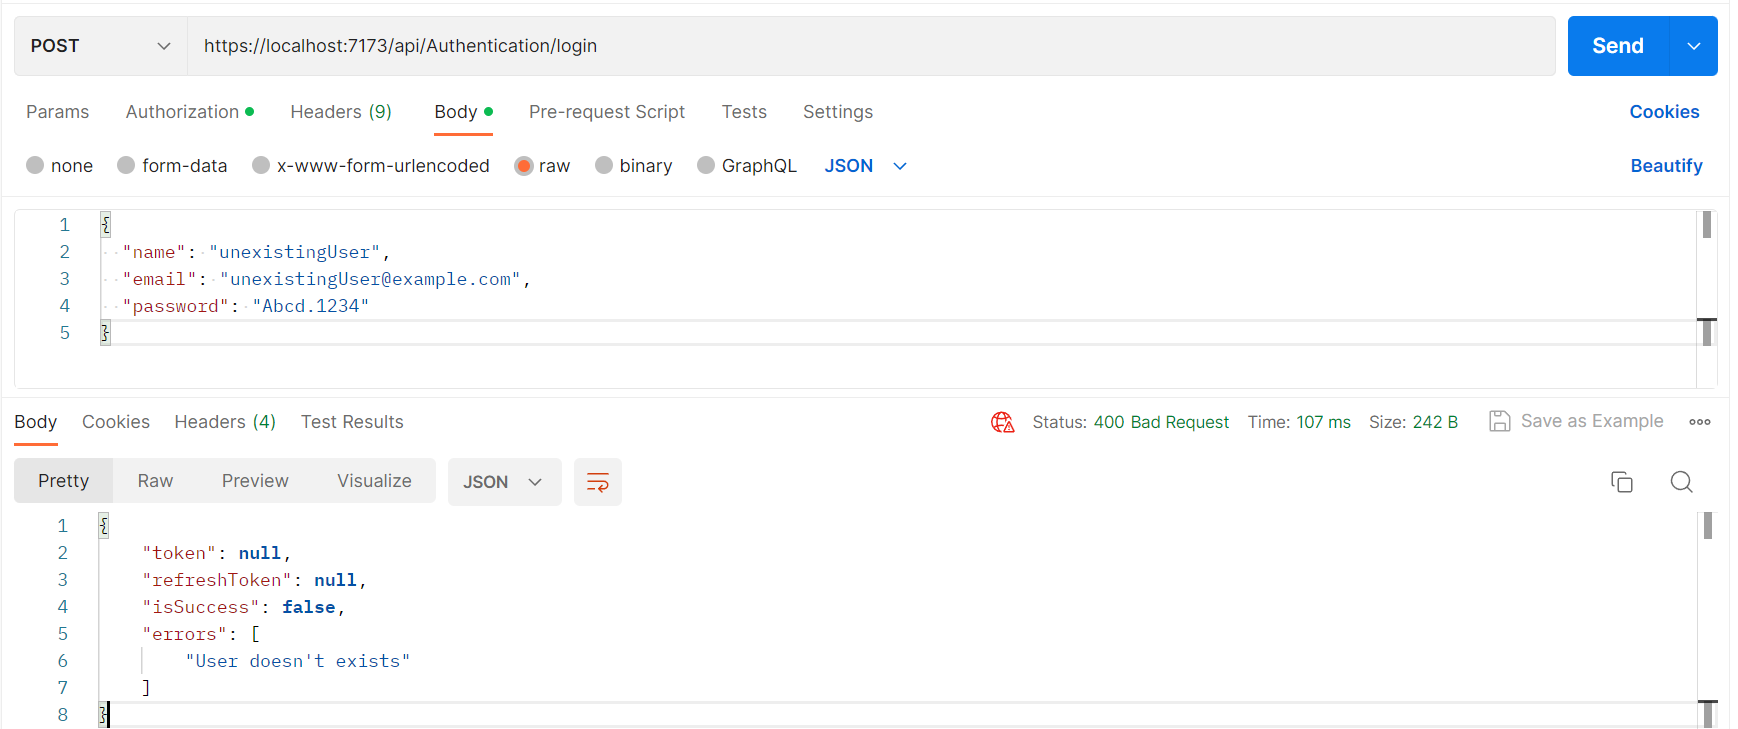 POST https://localhost:7173/api/Authentication/login Send
Params Authorization Headers (9) Body Pre-request Script Tests Settings Cookies
none form-data x-www-form-urlencoded raw binary GraphQL JSON Beautify
1 {
2 "name": "unexistingUser",
3 "email": "unexistingUser@example.com",
4 "password": "Abcd.1234"
5 }
Body Cookies Headers (4) Test Results Status: 400 Bad Request Time: 107 ms Size: 242 B Save as Example
Pretty Raw Preview Visualize JSON
1 {
2 "token": null,
3 "refreshToken": null,
4 "isSuccess": false,
5 "errors": [
6 "User doesn't exists"
7 ]
8 }